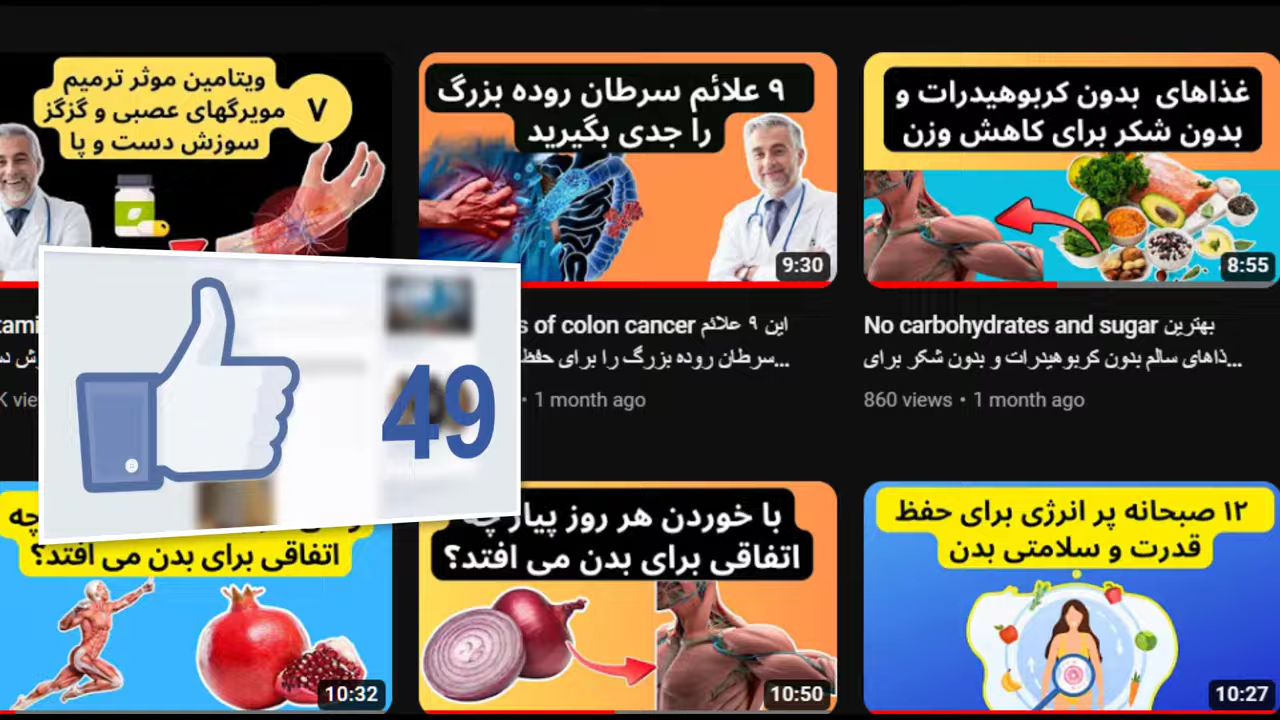 ویتامین موثر ترمیم
مویرگهای عصبی و گزگز
سوزش دست و پا
۷
۹ علائم سرطان روده بزرگ
را جدی بگیرید
9:30
غذاهای بدون کربوهیدرات و
بدون شکر برای کاهش وزن
8:55
of colon cancer این ۹ علائم
سرطان روده بزرگ را برای حفظ...
1 month ago
No carbohydrates and sugar بهترین
ذاهای سالم بدون کربوهیدرات و بدون شکر برای...
860 views • 1 month ago
49
اتفاقی برای بدن می افتد؟
10:32
با خوردن هر روز پیاز چه
اتفاقی برای بدن می افتد؟
10:50
۱۲ صبحانه پر انرژی برای حفظ
قدرت و سلامتی بدن
10:27